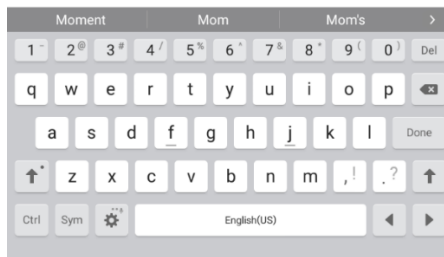 Moment Mom Mom's >
1 - 2 @ 3 # 4 / 5 % 6 ^ 7 & 8 * 9 ( 0 ) Del
q w e r t y u i o p
a s d f g h j k l Done
z x c v b n m , ! . ?
Ctrl Sym English(US)